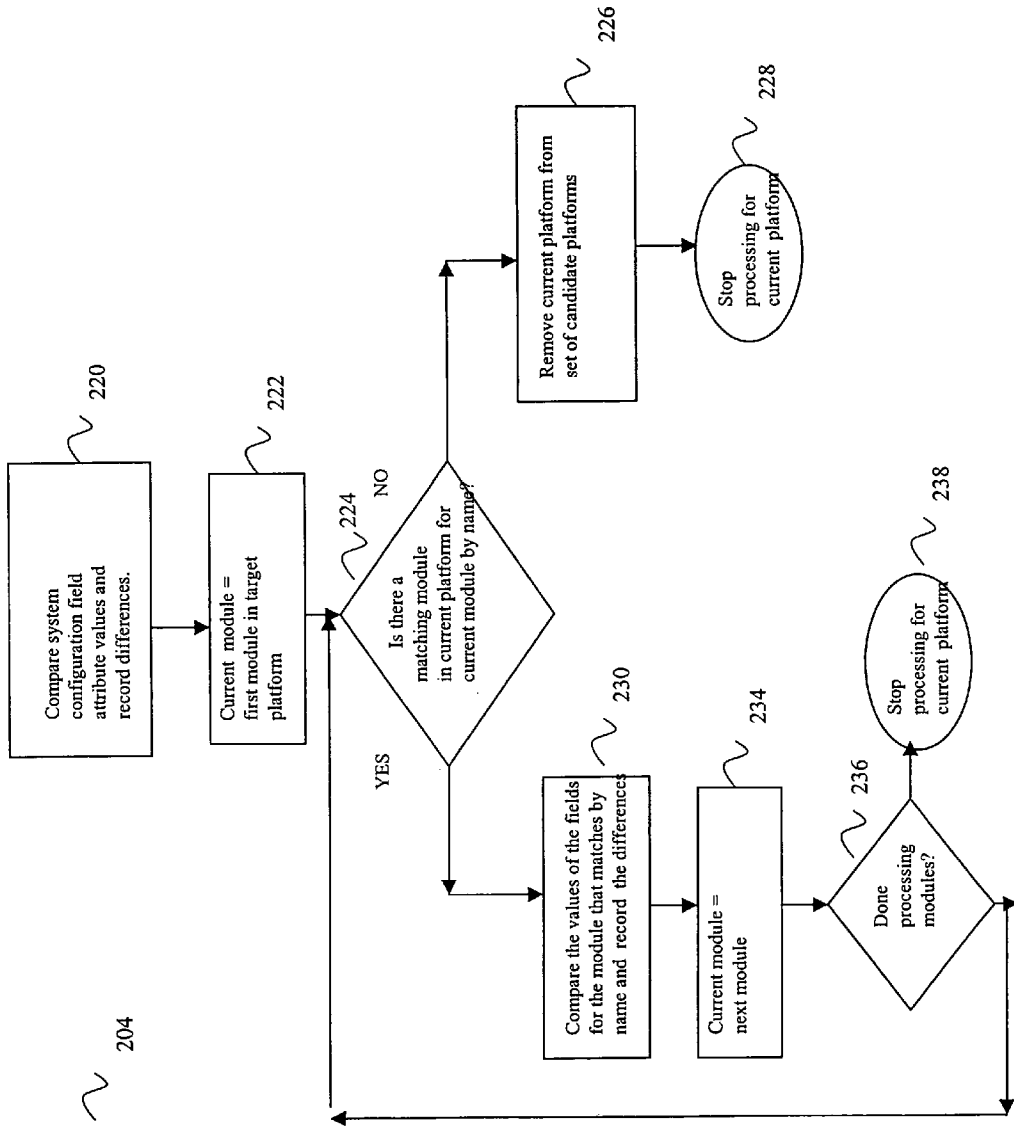 204
Compare system
configuration field
attribute values and
record differences.
220
Current module =
first module in target
platform
222
224
Is there a
matching module
in current platform for
current module by name?
NO
YES
Remove current platform from
set of candidate platforms
226
Stop
processing for
current platform
228
Compare the values of the fields
for the module that matches by
name and record the differences
230
Current module =
next module
234
236
Done
processing
modules?
Stop
processing for
current platform
238